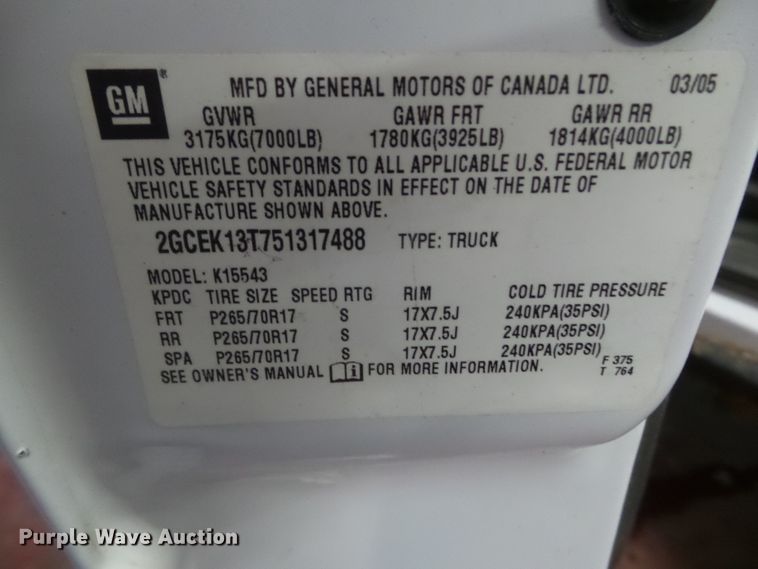 GM ® MFD BY GENERAL MOTORS OF CANADA LTD. 03/05
GVWR GAWR FRT GAWR RR
3175KG(7000LB) 1780KG(3925LB) 1814KG(4000LB)
THIS VEHICLE CONFORMS TO ALL APPLICABLE U.S. FEDERAL MOTOR
VEHICLE SAFETY STANDARDS IN EFFECT ON THE DATE OF
MANUFACTURE SHOWN ABOVE.
2GCEK13T751317488 TYPE: TRUCK
MODEL: K15543
KPDC TIRE SIZE SPEED RTG RIM COLD TIRE PRESSURE
FRT P265/70R17 S 17X7.5J 240KPA(35PSI)
RR P265/70R17 S 17X7.5J 240KPA(35PSI)
SPA P265/70R17 S 17X7.5J 240KPA(35PSI) F 375
SEE OWNER'S MANUAL i FOR MORE INFORMATION. T 764
Purple Wave Auction